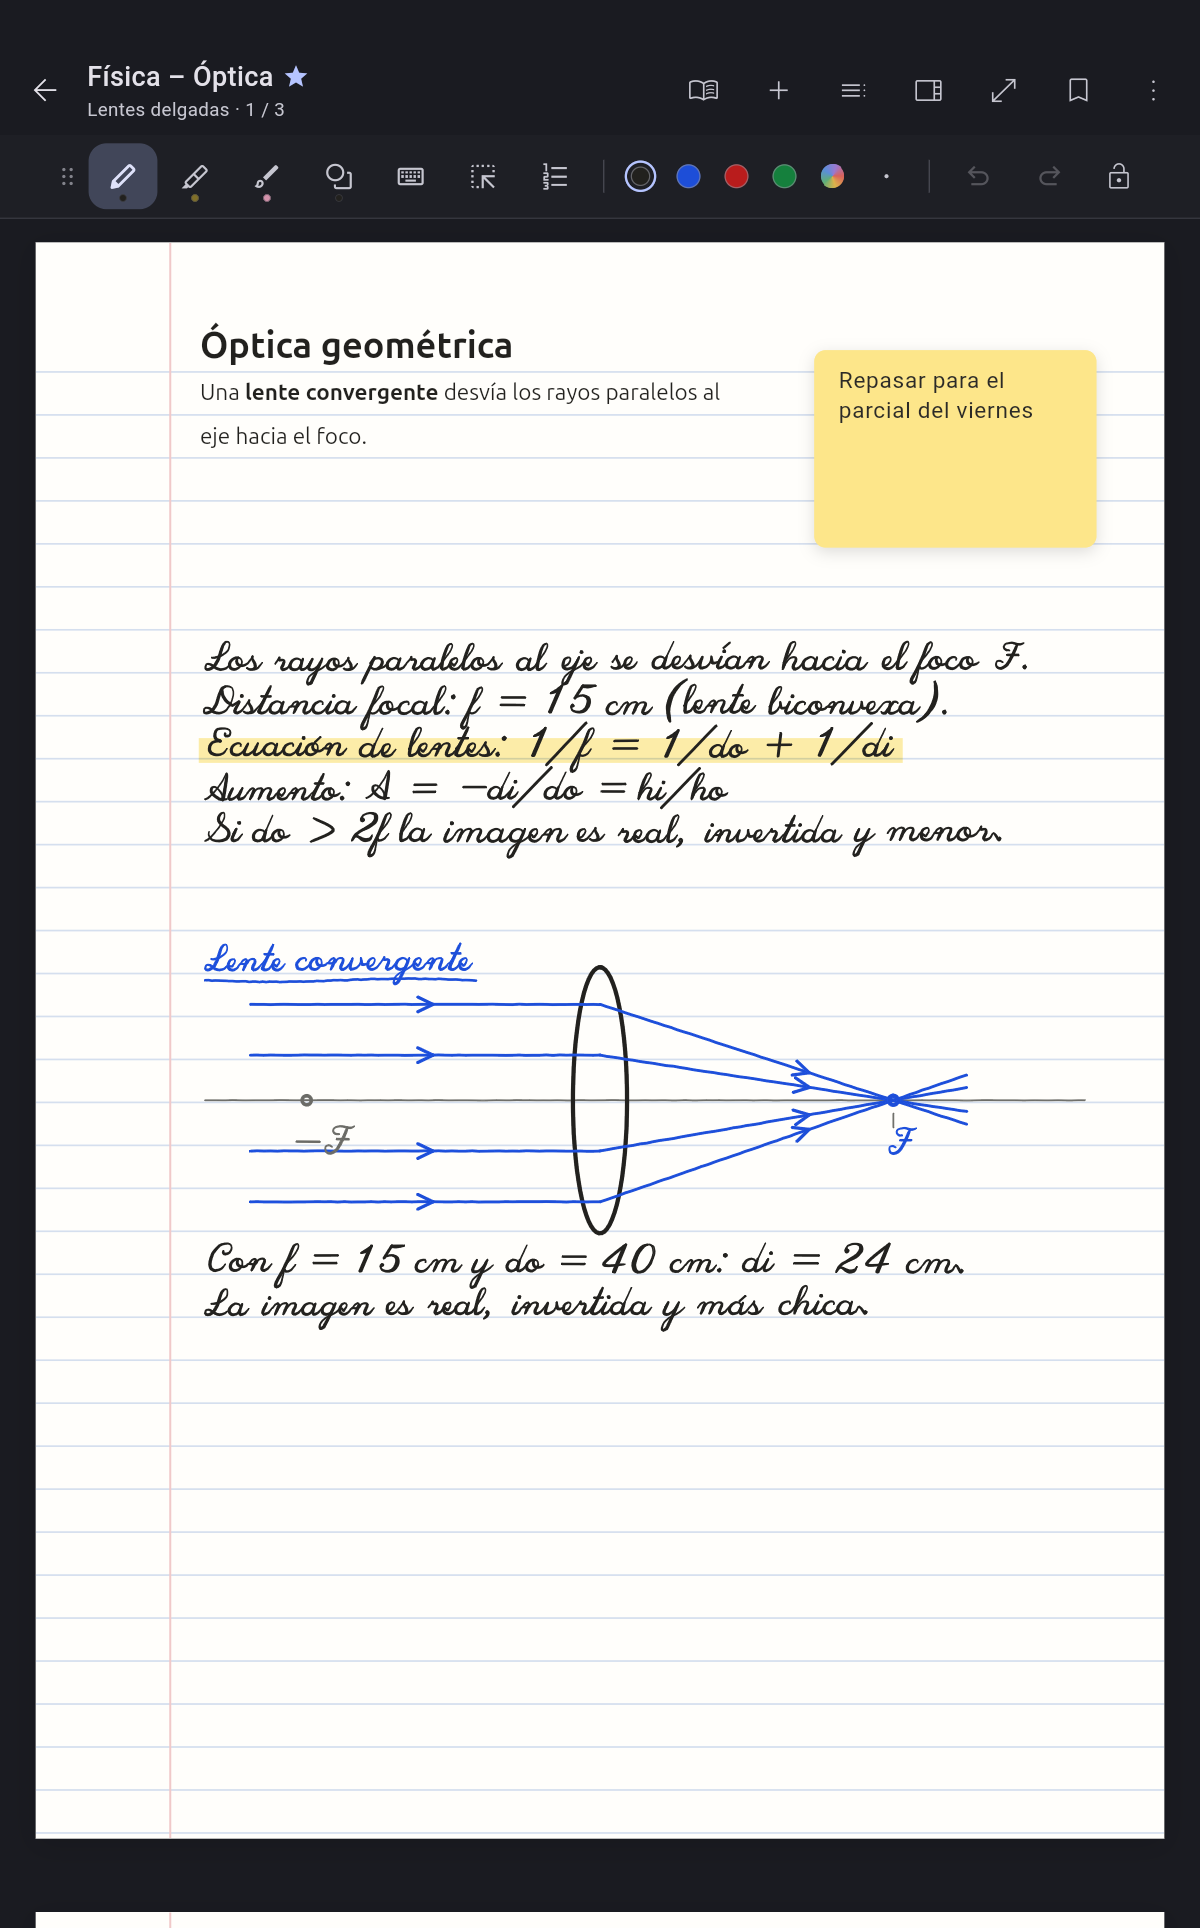 Física – Óptica
Lentes delgadas · 1 / 3
Óptica geométrica
Una lente convergente desvía los rayos paralelos al
eje hacia el foco.
Repasar para el
parcial del viernes
Los rayos paralelos al eje se desvían hacia el foco F.
Distancia focal: f = 15 cm (lente biconvexa).
Ecuación de lentes: 1/f = 1/do + 1/di
Aumento: A = −di/do = hi/ho
Si do > 2f la imagen es real, invertida y menor.
Lente convergente
−F
F
Con f = 15 cm y do = 40 cm: di = 24 cm.
La imagen es real, invertida y más chica.